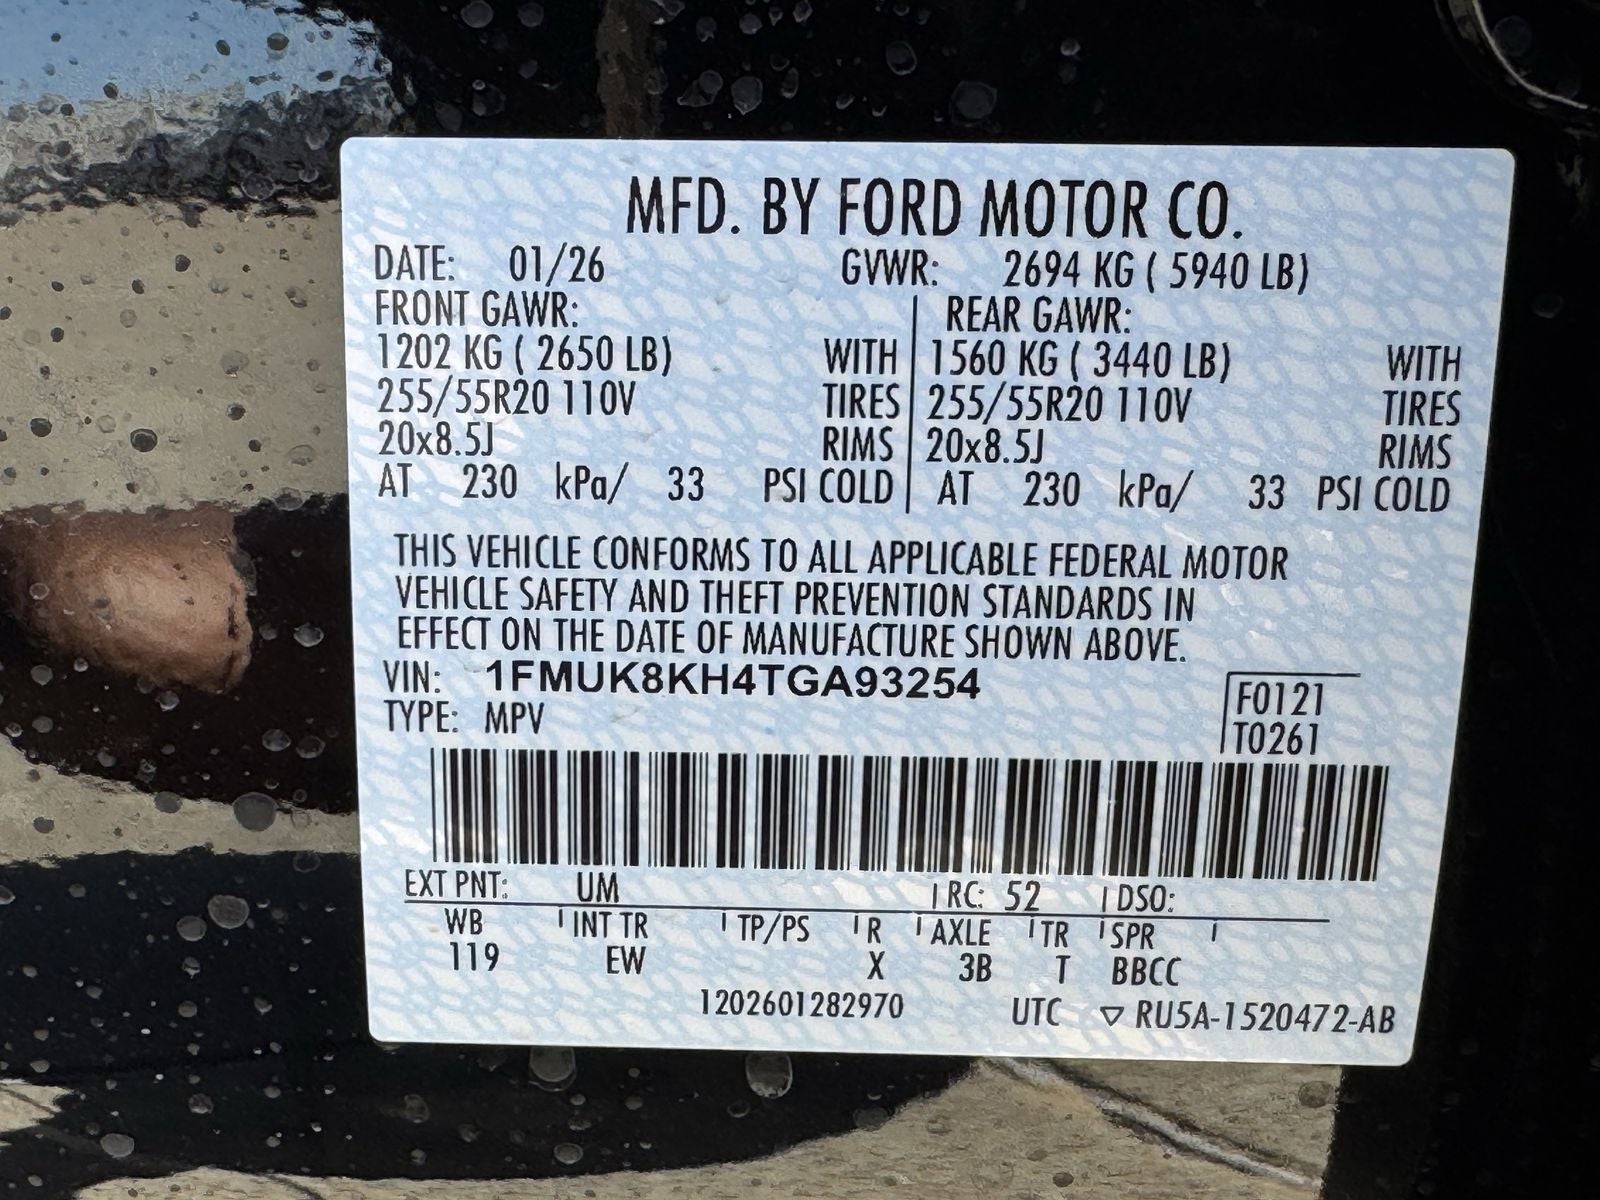 MFD. BY FORD MOTOR CO.
DATE: 01/26 GVWR: 2694 KG ( 5940 LB)
FRONT GAWR: REAR GAWR:
1202 KG ( 2650 LB) WITH 1560 KG ( 3440 LB) WITH
255/55R20 110V TIRES 255/55R20 110V TIRES
20x8.5J RIMS 20x8.5J RIMS
AT 230 kPa/ 33 PSI COLD AT 230 kPa/ 33 PSI COLD
THIS VEHICLE CONFORMS TO ALL APPLICABLE FEDERAL MOTOR
VEHICLE SAFETY AND THEFT PREVENTION STANDARDS IN
EFFECT ON THE DATE OF MANUFACTURE SHOWN ABOVE.
VIN: 1FMUK8KH4TGA93254
TYPE: MPV
F0121
T0261
EXT PNT: UM RC: 52 DSO:
WB INT TR TP/PS R AXLE TR SPR
119 EW X 3B T BBCC
1202601282970 UTC ▽ RU5A-1520472-AB